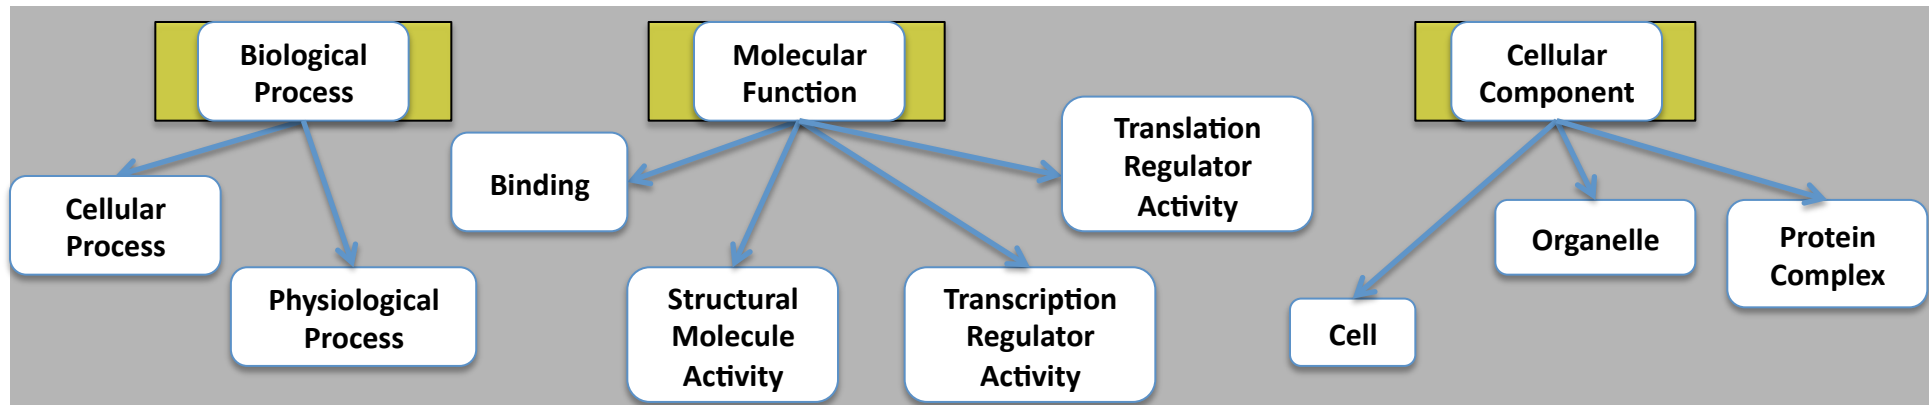 Biological
Process
Molecular
Function
Cellular
Component
Cellular
Process
Physiological
Process
Binding
Structural
Molecule
Activity
Transcription
Regulator
Activity
Translation
Regulator
Activity
Cell
Organelle
Protein
Complex